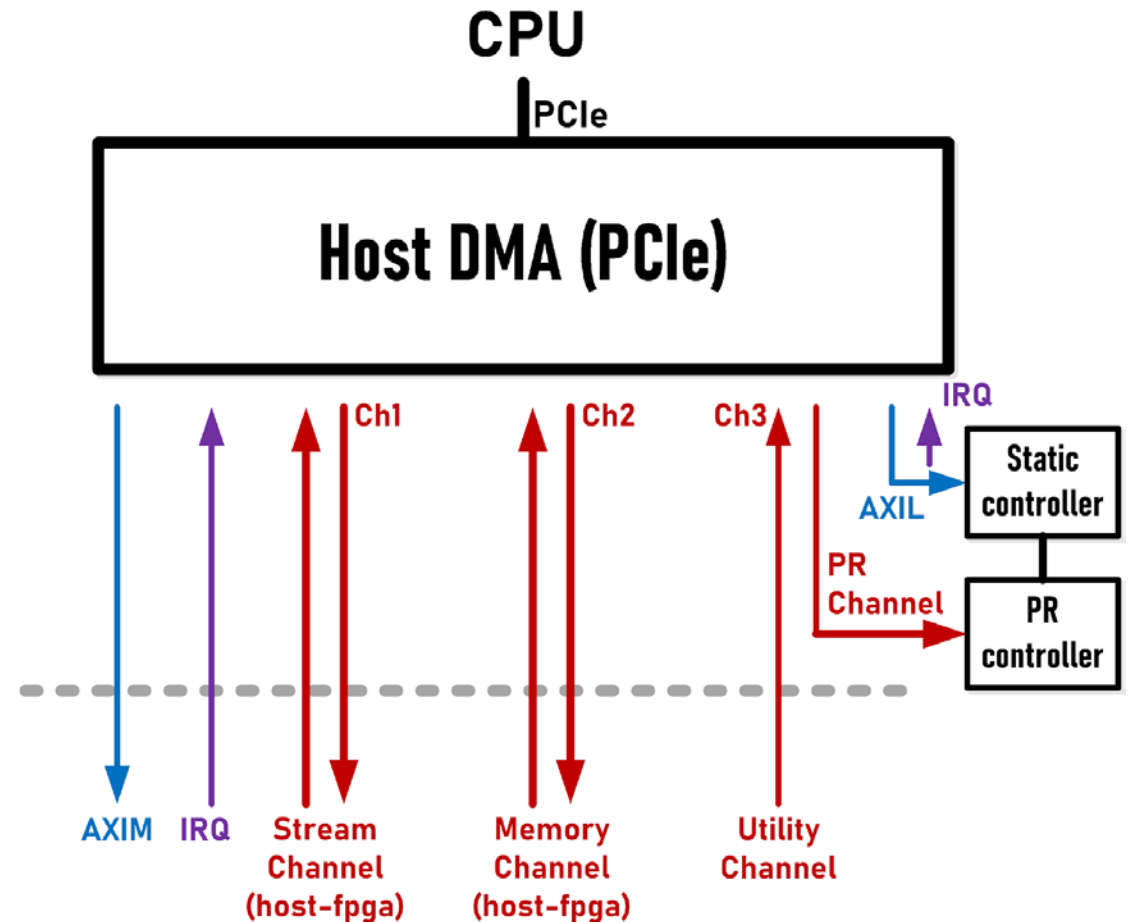 CPU
PCIe
Host DMA (PCIe)
Ch1
Ch2
Ch3
IRQ
Static
controller
AXIL
PR
Channel
PR
controller
AXIM
IRQ
Stream
Channel
(host-fpga)
Memory
Channel
(host-fpga)
Utility
Channel